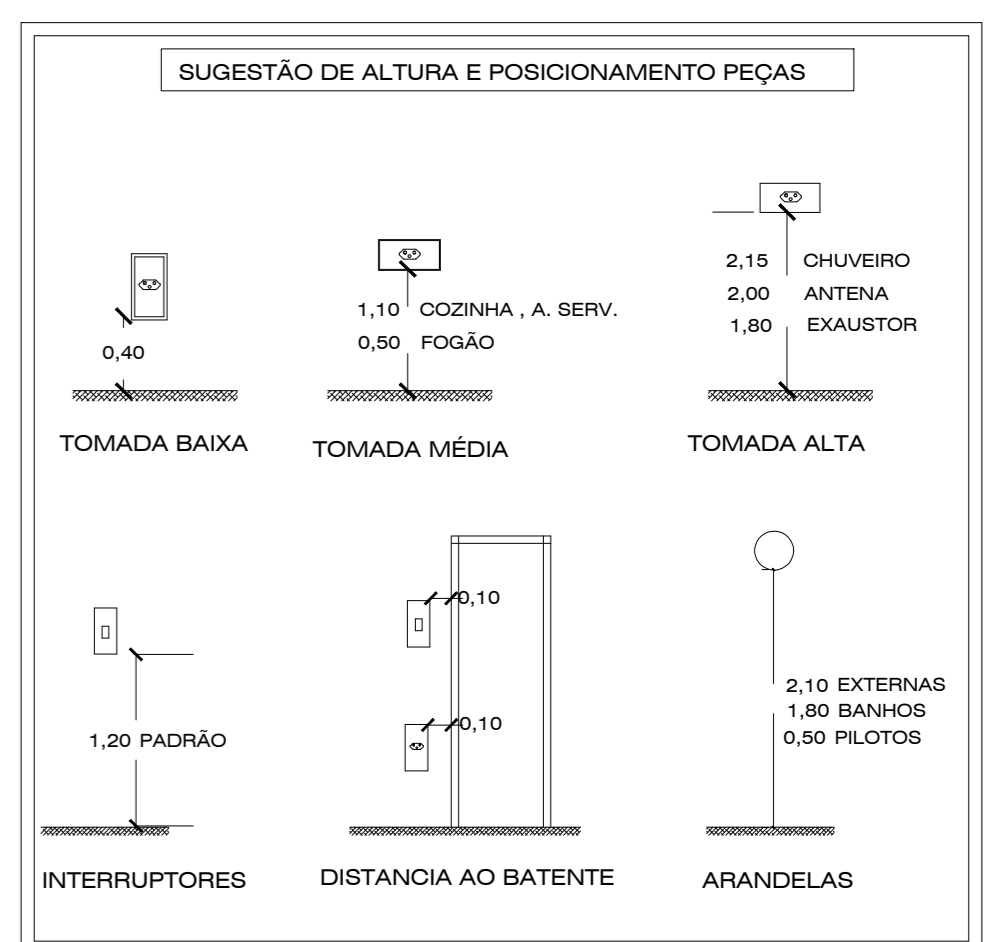 SUGESTÃO DE ALTURA E POSICIONAMENTO PEÇAS
0,40
TOMADA BAIXA
1,10 COZINHA , A. SERV.
0,50 FOGÃO
TOMADA MÉDIA
2,15 CHUVEIRO
2,00 ANTENA
1,80 EXAUSTOR
TOMADA ALTA
1,20 PADRÃO
INTERRUPTORES
0,10
0,10
DISTANCIA AO BATENTE
2,10 EXTERNAS
1,80 BANHOS
0,50 PILOTOS
ARANDELAS